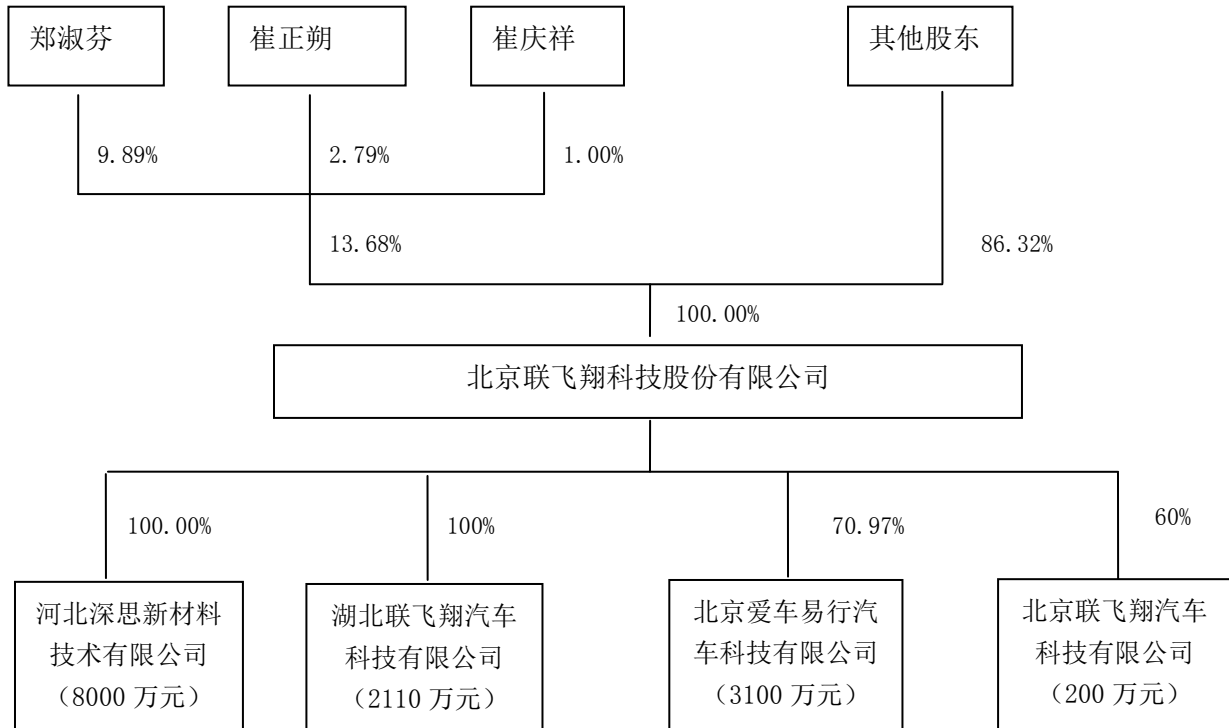 郑淑芬
崔正朔
崔庆祥
其他股东
9.89%
2.79%
1.00%
13.68%
86.32%
100.00%
北京联飞翔科技股份有限公司
100.00%
100%
70.97%
60%
河北深思新材料
技术有限公司
（8000 万元）
湖北联飞翔汽车
科技有限公司
（2110 万元）
北京爱车易行汽
车科技有限公司
（3100 万元）
北京联飞翔汽车
科技有限公司
（200 万元）